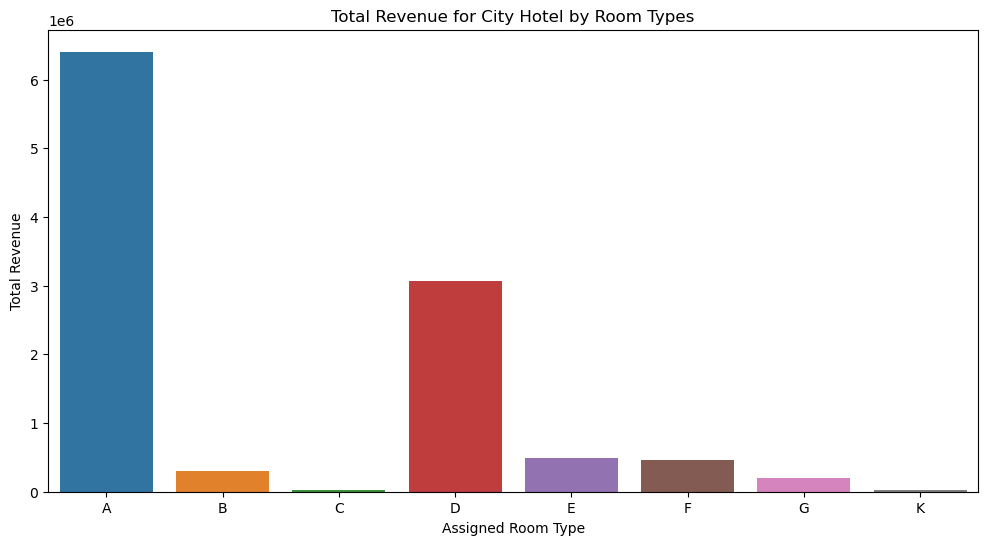 Total Revenue for City Hotel by Room Types
1e6
6
5
4
3
2
1
0
Total Revenue
A B C D E F G K
Assigned Room Type